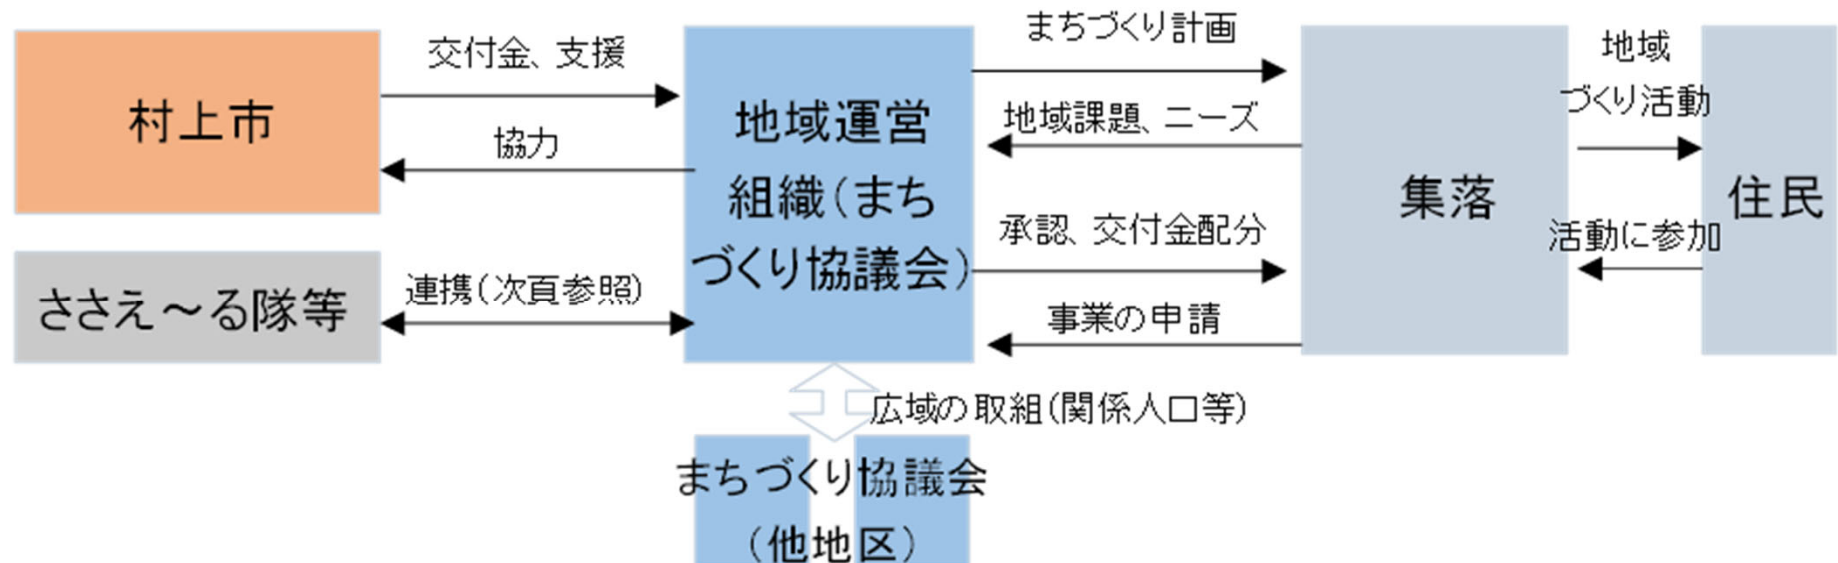 村上市
交付金、支援
協力
ささえ～る隊等
連携(次頁参照)
地域運営
組織(まち
づくり協議会)
まちづくり計画
地域課題、ニーズ
承認、交付金配分
事業の申請
集落
地域
づくり活動
活動に参加
住民
広域の取組(関係人口等)
まちづくり協議会
(他地区)